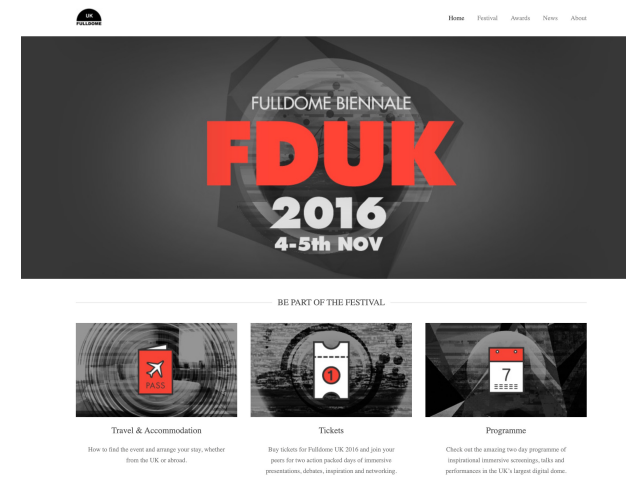 UK
FULLDOME
Home Festival Awards News About
FULLDOME BIENNALE
FDUK
2016
4-5th NOV
BE PART OF THE FESTIVAL
PASS
1
7
Travel & Accommodation
Tickets
Programme
How to find the event and arrange your stay, whether
from the UK or abroad.
Buy tickets for Fulldome UK 2016 and join your
peers for two action packed days of immersive
presentations, debates, inspiration and networking.
Check out the amazing two day programme of
inspirational immersive screenings, talks and
performances in the UK's largest digital dome.